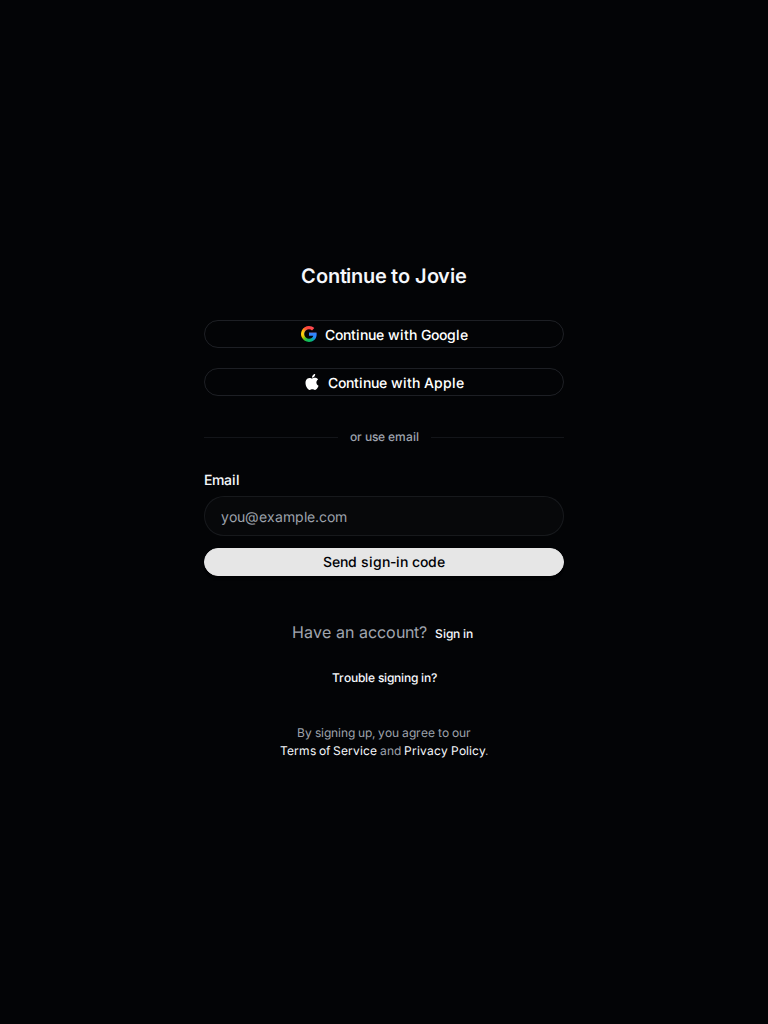 Continue to Jovie
Continue with Google
Continue with Apple
or use email
Email
you@example.com
Send sign-in code
Have an account? Sign in
Trouble signing in?
By signing up, you agree to our
Terms of Service and Privacy Policy.